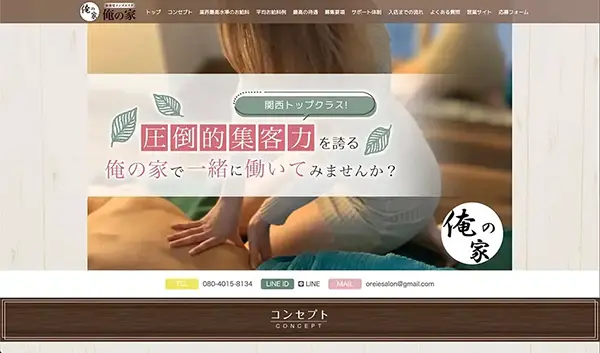 俺の家
俺の家
トップ コンセプト 業界最高水準のお給料 平均お給料例 最高の待遇 募集要項 サポート体制 入店までの流れ よくある質問 営業サイト 応募フォーム
関西トップクラス!
圧倒的集客力を誇る
俺の家で一緒に働いてみませんか？
俺の家
TEL 080-4015-8134 LINE ID LINE MAIL oreiesalon@gmail.com
コンセプト
CONCEPT